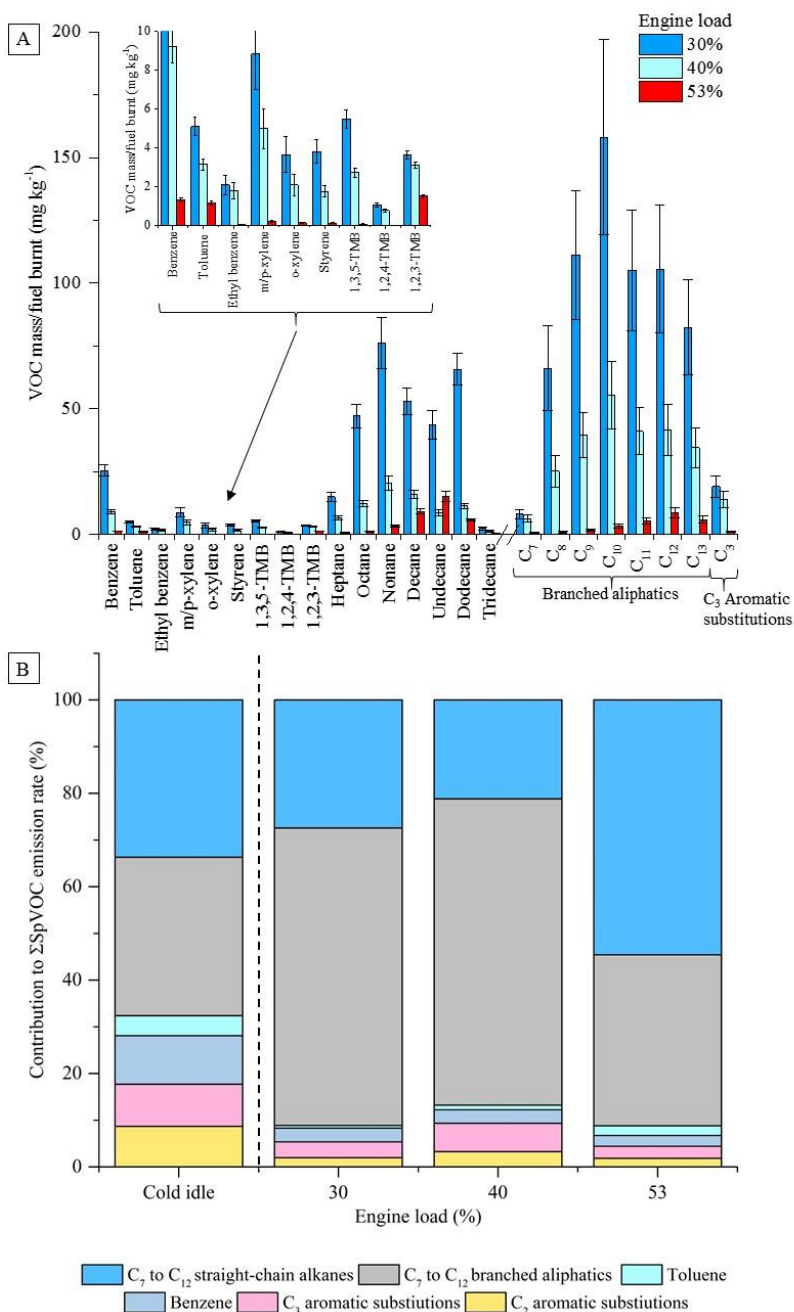 A
Engine load
30%
40%
53%
VOC mass/fuel burnt (mg kg⁻¹)
200
150
100
50
0
VOC mass/fuel burnt (mg kg⁻¹)
10
8
6
4
2
0
Benzene
Toluene
Ethyl benzene
m/p-xylene
o-xylene
Styrene
1,3,5-TMB
1,2,4-TMB
1,2,3-TMB
Benzene
Toluene
Ethyl benzene
m/p-xylene
o-xylene
Styrene
1,3,5-TMB
1,2,4-TMB
1,2,3-TMB
Heptane
Octane
Nonane
Decane
Undecane
Dodecane
Tridecane
C₇
C₈
C₉
C₁₀
C₁₁
C₁₂
C₁₃
C₃
Branched aliphatics
C₃ Aromatic
substitutions
B
Contribution to ΣSpVOC emission rate (%)
100
80
60
40
20
0
Cold idle 30 40 53
Engine load (%)
C₇ to C₁₂ straight-chain alkanes C₇ to C₁₂ branched aliphatics Toluene
Benzene C₃ aromatic substiutions C₂ aromatic substiutions